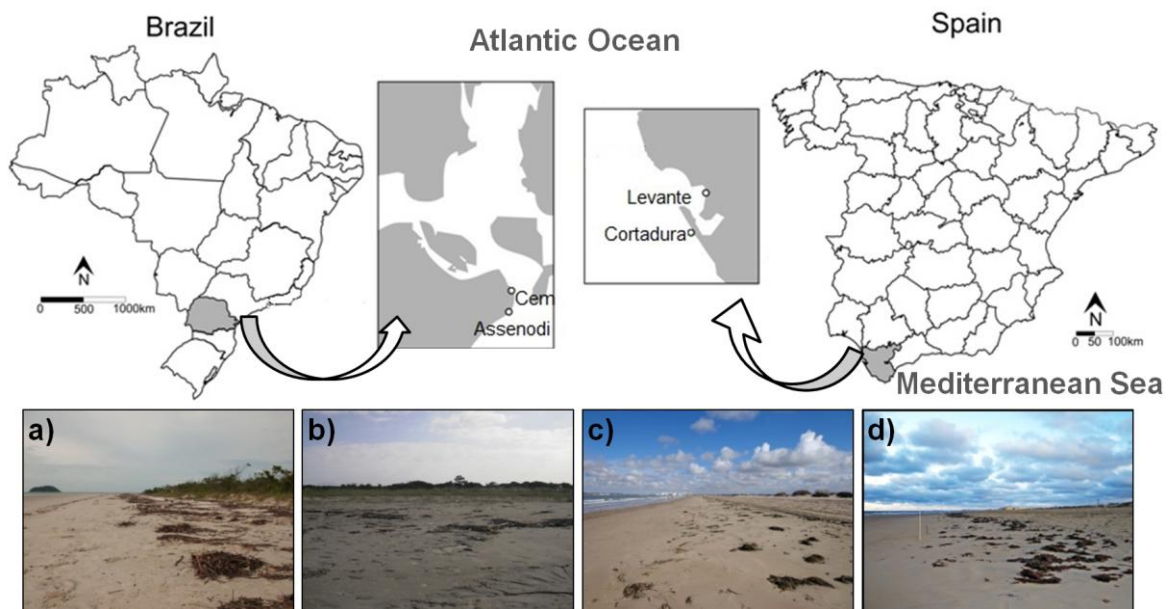 Brazil
Atlantic Ocean
Spain
Levante
Cortadura
Cem
Assenodi
N
0 500 1000km
N
0 50 100km
Mediterranean Sea
a)
b)
c)
d)